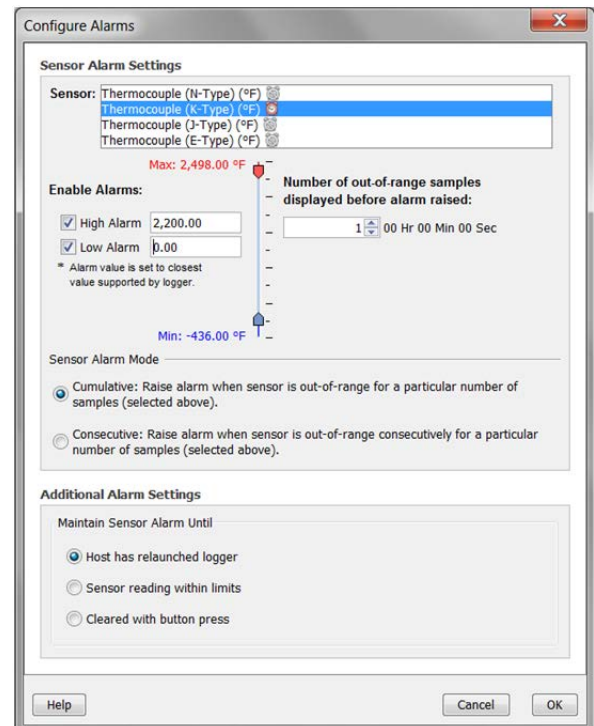 Configure Alarms
Sensor Alarm Settings
Sensor: Thermocouple (N-Type) (ºF)
Thermocouple (K-Type) (ºF)
Thermocouple (J-Type) (ºF)
Thermocouple (E-Type) (ºF)
Max: 2,498.00 ºF
Enable Alarms:
High Alarm 2,200.00
Low Alarm 0.00
* Alarm value is set to closest
value supported by logger.
Min: -436.00 ºF
Number of out-of-range samples
displayed before alarm raised:
1 00 Hr 00 Min 00 Sec
Sensor Alarm Mode
Cumulative: Raise alarm when sensor is out-of-range for a particular number of
samples (selected above).
Consecutive: Raise alarm when sensor is out-of-range consecutively for a particular
number of samples (selected above).
Additional Alarm Settings
Maintain Sensor Alarm Until
Host has relaunched logger
Sensor reading within limits
Cleared with button press
Help
Cancel
OK